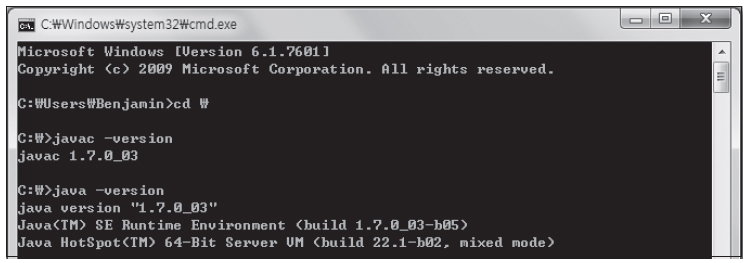 C:₩Windows₩system32₩cmd.exe
Microsoft Windows [Version 6.1.7601]
Copyright (c) 2009 Microsoft Corporation. All rights reserved.
C:₩Users₩Benjamin>cd ₩
C:₩>javac -version
javac 1.7.0_03
C:₩>java -version
java version "1.7.0_03"
Java(TM) SE Runtime Environment (build 1.7.0_03-b05)
Java HotSpot(TM) 64-Bit Server VM (build 22.1-b02, mixed mode)